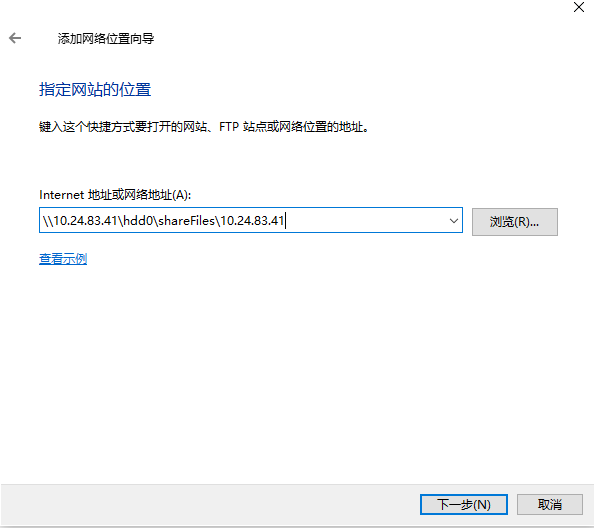 添加网络位置向导
指定网站的位置
键入这个快捷方式要打开的网站、FTP 站点或网络位置的地址。
Internet 地址或网络地址(A):
\\10.24.83.41\hdd0\shareFiles\10.24.83.41
浏览(R)...
查看示例
下一步(N)
取消